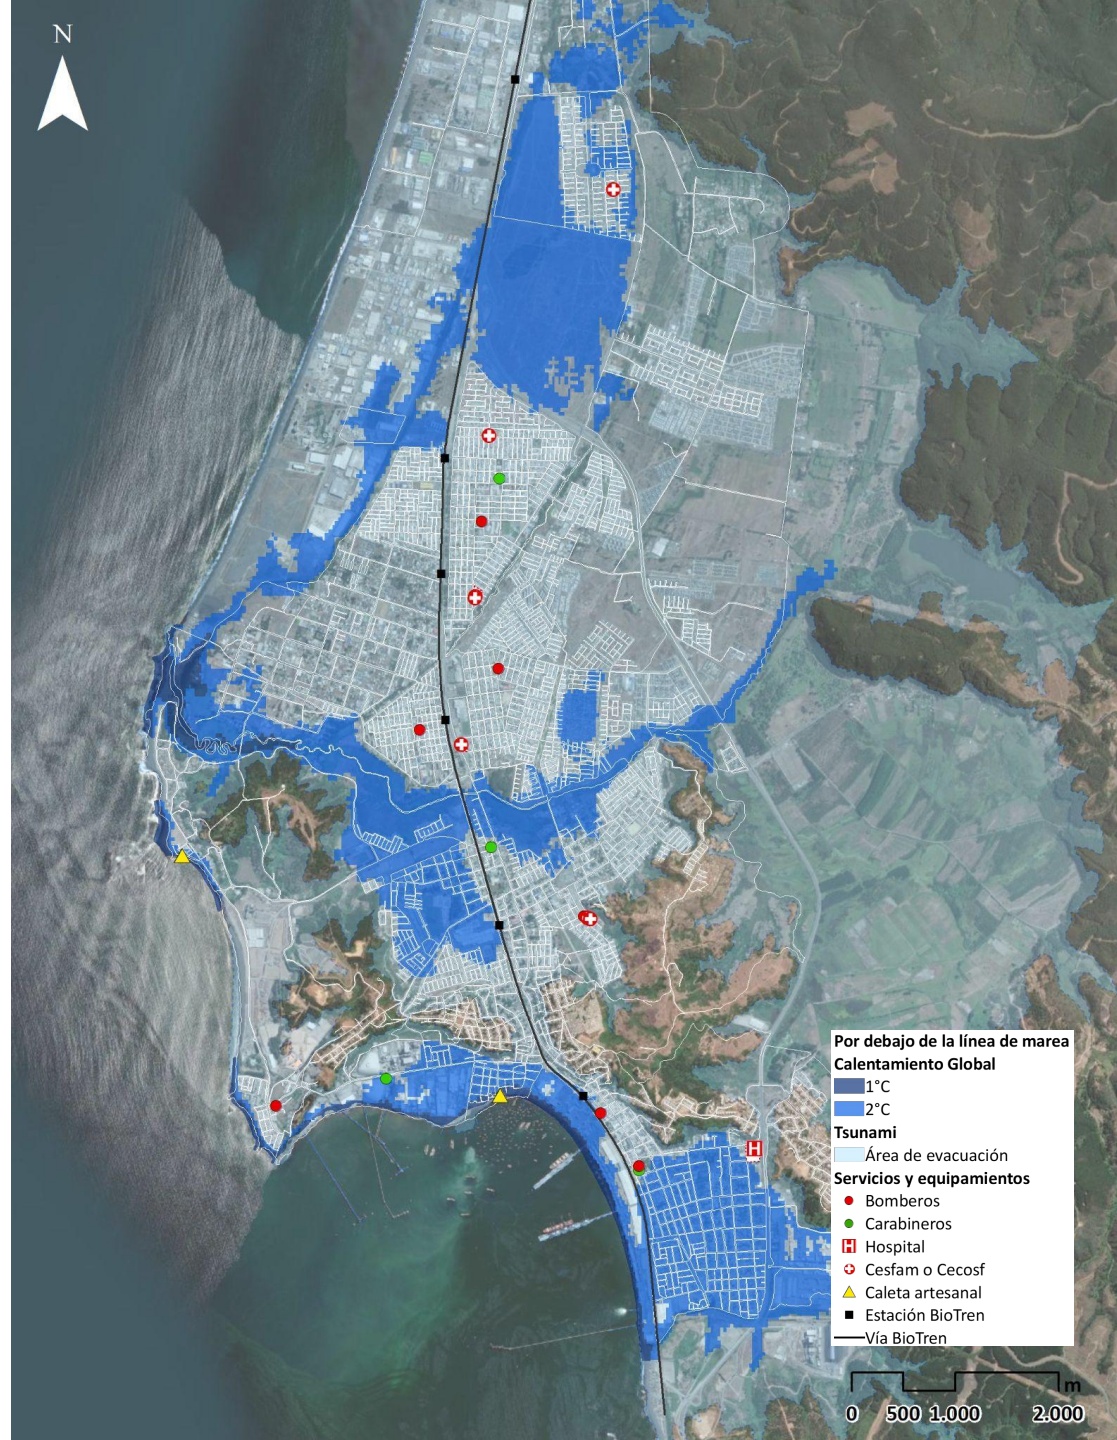 N
Por debajo de la línea de marea
Calentamiento Global
1°C
2°C
Tsunami
Área de evacuación
Servicios y equipamientos
Bomberos
Carabineros
H Hospital
Cesfam o Cecosf
Caleta artesanal
Estación BioTren
Vía BioTren
H
m
0 500 1.000 2.000